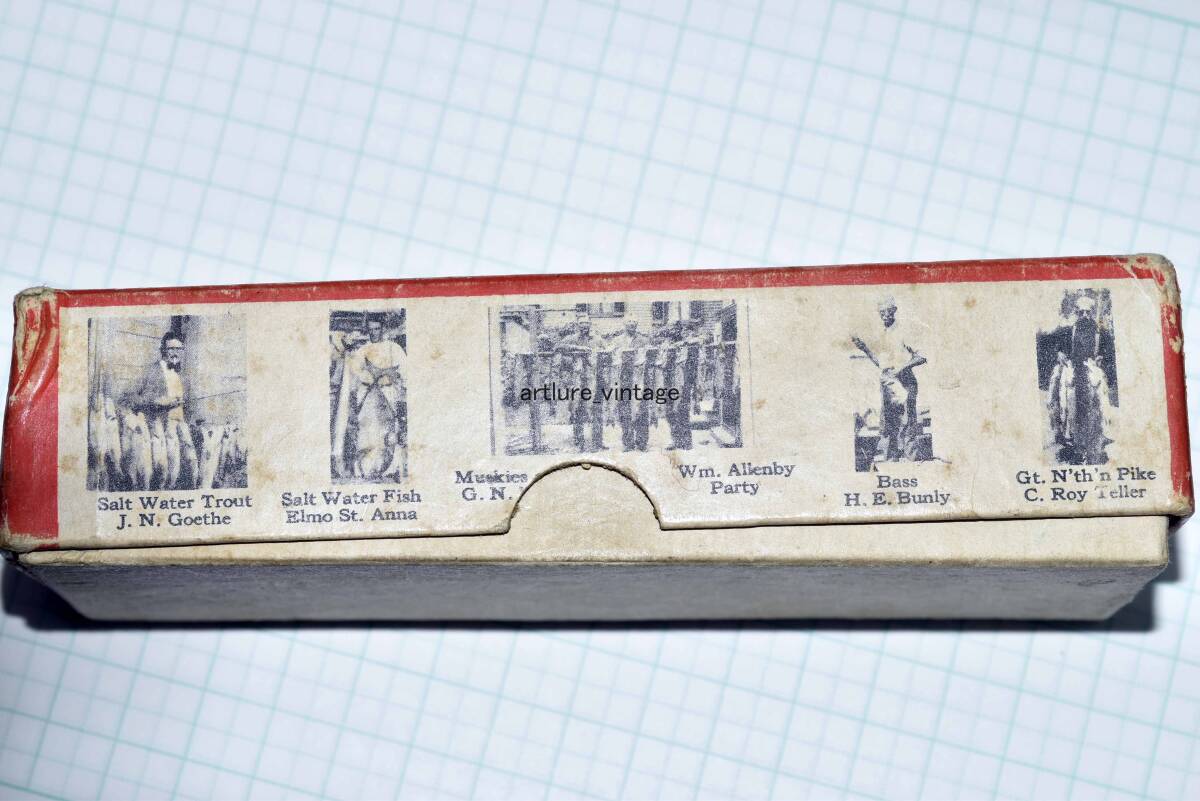 artlure_vintage
Salt Water Trout
J. N. Goethe
Salt Water Fish
Elmo St. Anna
Muskies
G. N.
Wm. Allenby
Party
Bass
H. E. Bunly
Gt. N'th'n Pike
C. Roy Teller